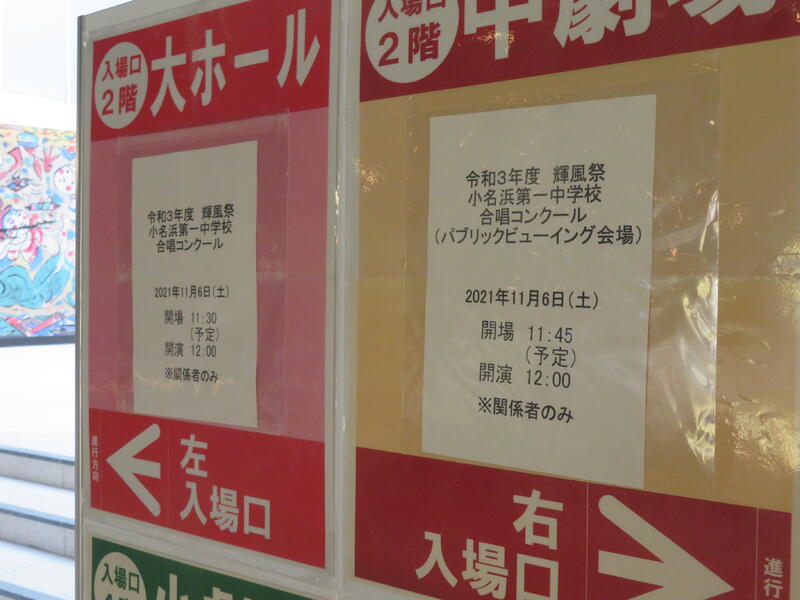 入場口
2階
大ホール
令和3年度 輝風祭
小名浜第一中学校
合唱コンクール
2021年11月6日(土)
開場 11:30
(予定)
開演 12:00
※関係者のみ
進行方向
左
入場口
入場口
2階
中劇場
令和3年度 輝風祭
小名浜第一中学校
合唱コンクール
(パブリックビューイング会場)
2021年11月6日(土)
開場 11:45
(予定)
開演 12:00
※関係者のみ
右
入場口
進行
入場口